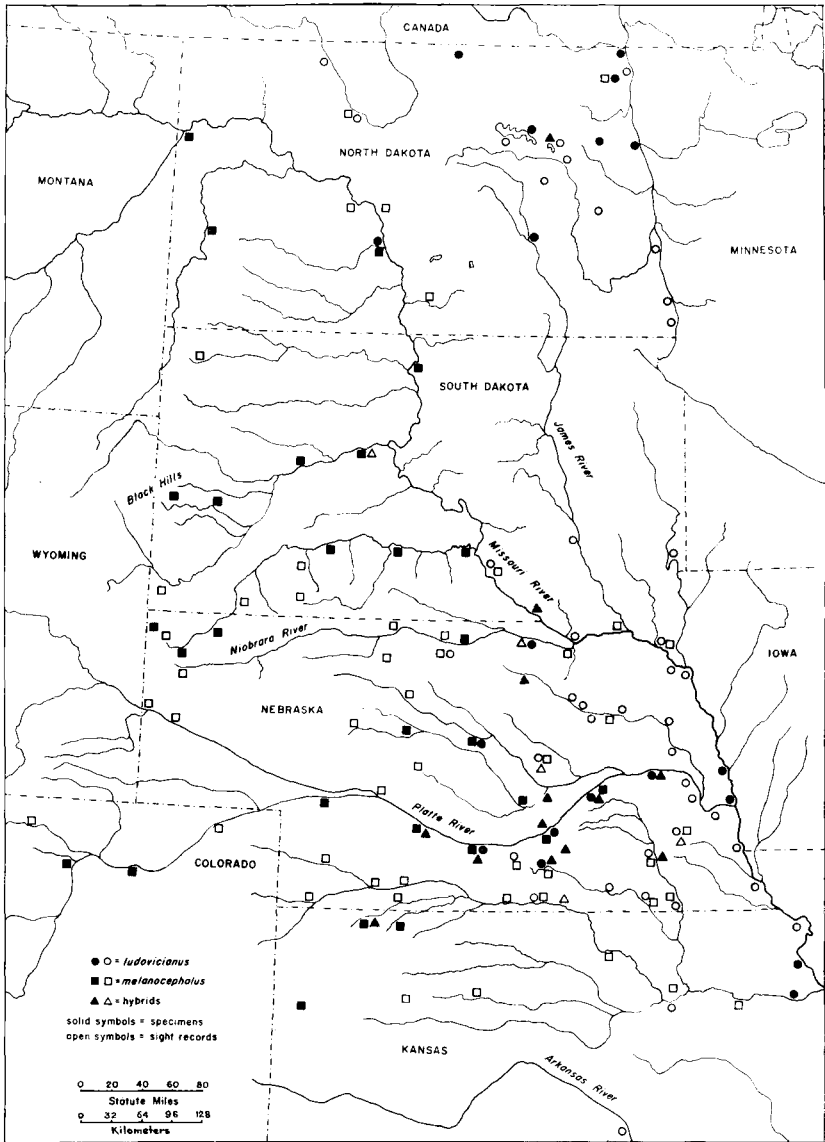 CANADA
NORTH DAKOTA
MONTANA
MINNESOTA
SOUTH DAKOTA
James River
Black Hills
WYOMING
Missouri River
Niobrara River
IOWA
NEBRASKA
Platte River
COLORADO
● ○ = ludovicianus
■ □ = melanocephalus
▲ △ = hybrids
solid symbols = specimens
open symbols = sight records
KANSAS
Arkansas River
0 20 40 60 80
Statute Miles
0 32 64 96 128
Kilometers